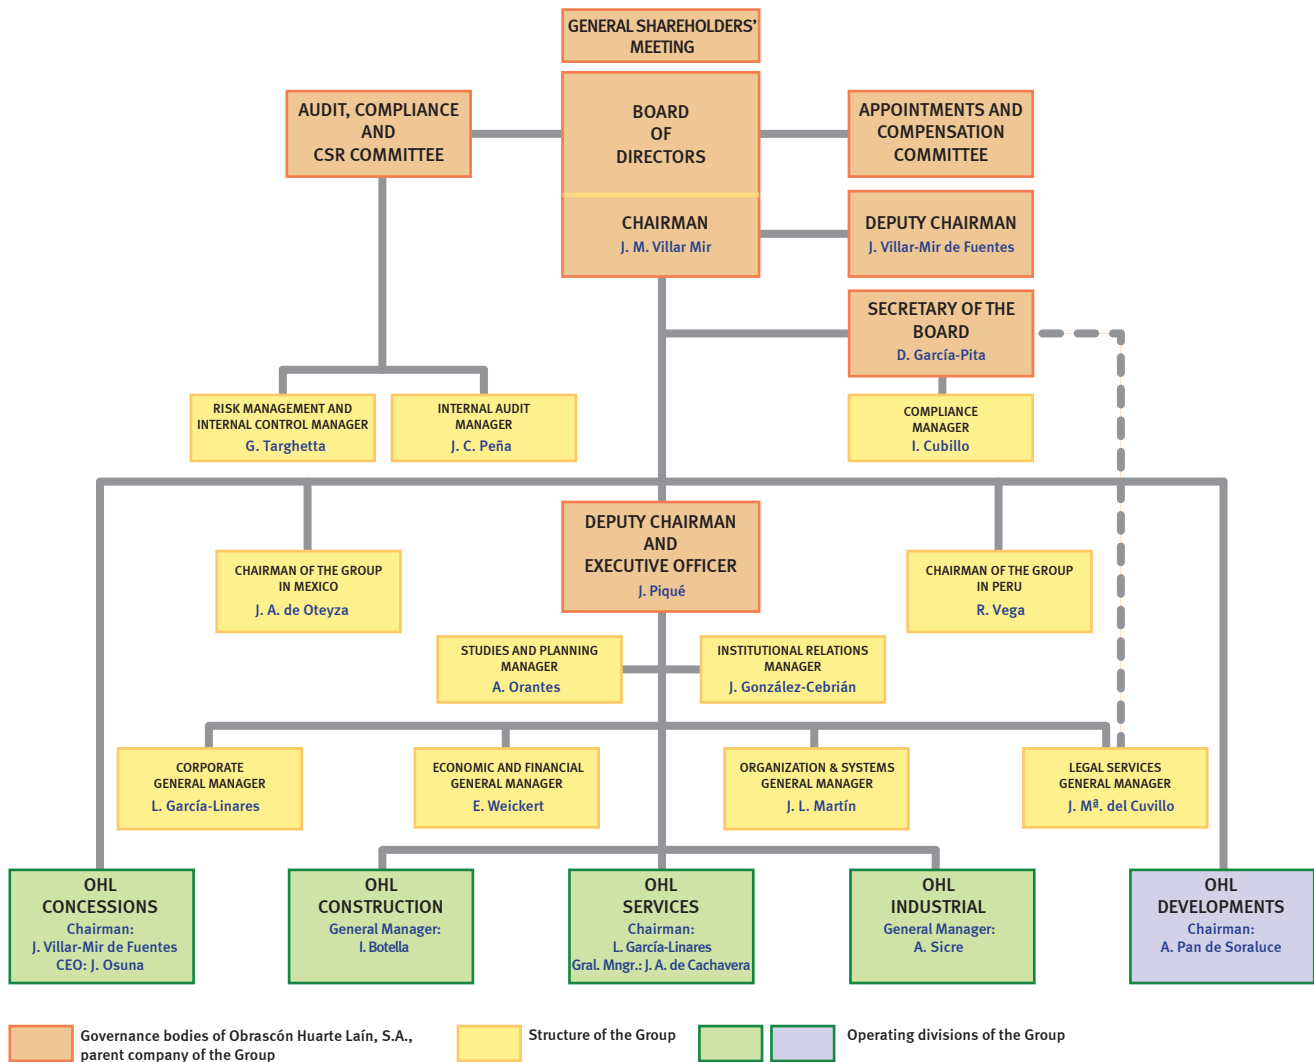 GENERAL SHAREHOLDERS'
MEETING
AUDIT, COMPLIANCE
AND
CSR COMMITTEE
BOARD
OF
DIRECTORS
APPOINTMENTS AND
COMPENSATION
COMMITTEE
CHAIRMAN
J. M. Villar Mir
DEPUTY CHAIRMAN
J. Villar-Mir de Fuentes
SECRETARY OF THE
BOARD
D. García-Pita
RISK MANAGEMENT AND
INTERNAL CONTROL MANAGER
G. Targhetta
INTERNAL AUDIT
MANAGER
J. C. Peña
COMPLIANCE
MANAGER
I. Cubillo
DEPUTY CHAIRMAN
AND
EXECUTIVE OFFICER
J. Piqué
CHAIRMAN OF THE GROUP
IN MEXICO
J. A. de Oteyza
CHAIRMAN OF THE GROUP
IN PERU
R. Vega
STUDIES AND PLANNING
MANAGER
A. Orantes
INSTITUTIONAL RELATIONS
MANAGER
J. González-Cebrián
CORPORATE
GENERAL MANAGER
L. García-Linares
ECONOMIC AND FINANCIAL
GENERAL MANAGER
E. Weickert
ORGANIZATION & SYSTEMS
GENERAL MANAGER
J. L. Martín
LEGAL SERVICES
GENERAL MANAGER
J. Mª. del Cuvillo
OHL
CONCESSIONS
Chairman:
J. Villar-Mir de Fuentes
CEO: J. Osuna
OHL
CONSTRUCTION
General Manager:
I. Botella
OHL
SERVICES
Chairman:
L. García-Linares
Gral. Mngr.: J. A. de Cachavera
OHL
INDUSTRIAL
General Manager:
A. Sicre
OHL
DEVELOPMENTS
Chairman:
A. Pan de Soraluce
Governance bodies of Obrascón Huarte Laín, S.A.,
parent company of the Group
Structure of the Group
Operating divisions of the Group